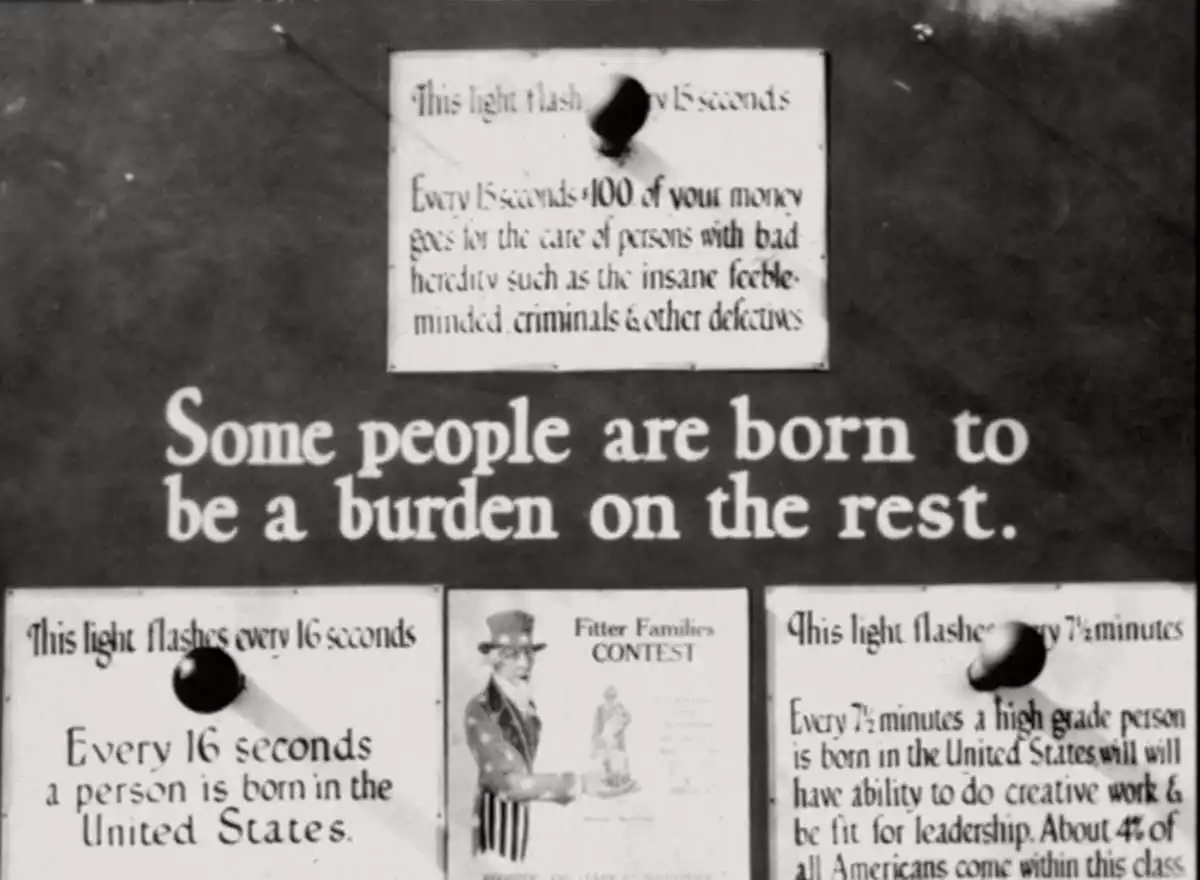 This light flash ry 15 seconds
Every 15 seconds $100 of your money
goes for the care of persons with bad
heredity such as the insane feeble-
minded criminals & other defectives
Some people are born to
be a burden on the rest.
This light flashes every 16 seconds
Every 16 seconds
a person is born in the
United States.
Fitter Families
CONTEST
This light flashe ry 7½ minutes
Every 7½ minutes a high grade person
is born in the United States will will
have ability to do creative work &
be fit for leadership. About 4% of
all Americans come within this class